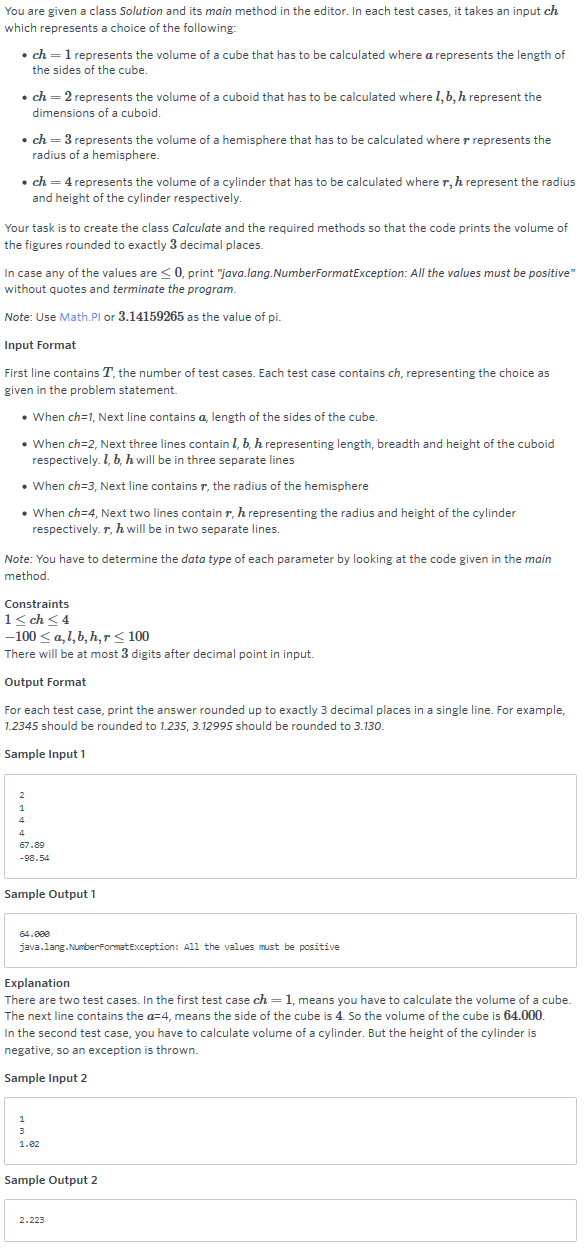 You are given a class Solution and its main method in the editor. In each test cases, it takes an input ch
which represents a choice of the following:
• ch = 1 represents the volume of a cube that has to be calculated where a represents the length of
the sides of the cube.
• ch = 2 represents the volume of a cuboid that has to be calculated where l, b, h represent the
dimensions of a cuboid.
• ch = 3 represents the volume of a hemisphere that has to be calculated where r represents the
radius of a hemisphere.
• ch = 4 represents the volume of a cylinder that has to be calculated where r, h represent the radius
and height of the cylinder respectively.
Your task is to create the class Calculate and the required methods so that the code prints the volume of
the figures rounded to exactly 3 decimal places.
In case any of the values are ≤ 0, print "java.lang.NumberFormatException: All the values must be positive"
without quotes and terminate the program.
Note: Use Math.PI or 3.14159265 as the value of pi.
Input Format
First line contains T, the number of test cases. Each test case contains ch, representing the choice as
given in the problem statement.
• When ch=1, Next line contains a, length of the sides of the cube.
• When ch=2, Next three lines contain l, b, h representing length, breadth and height of the cuboid
respectively. l, b, h will be in three separate lines
• When ch=3, Next line contains r, the radius of the hemisphere
• When ch=4, Next two lines contain r, h representing the radius and height of the cylinder
respectively. r, h will be in two separate lines.
Note: You have to determine the data type of each parameter by looking at the code given in the main
method.
Constraints
1 ≤ ch ≤ 4
−100 ≤ a, l, b, h, r ≤ 100
There will be at most 3 digits after decimal point in input.
Output Format
For each test case, print the answer rounded up to exactly 3 decimal places in a single line. For example,
1.2345 should be rounded to 1.235, 3.12995 should be rounded to 3.130.
Sample Input 1
2
1
4
4
67.89
-98.54
Sample Output 1
64.000
java.lang.NumberFormatException: All the values must be positive
Explanation
There are two test cases. In the first test case ch = 1, means you have to calculate the volume of a cube.
The next line contains the a=4, means the side of the cube is 4. So the volume of the cube is 64.000.
In the second test case, you have to calculate volume of a cylinder. But the height of the cylinder is
negative, so an exception is thrown.
Sample Input 2
1
3
1.02
Sample Output 2
2.223